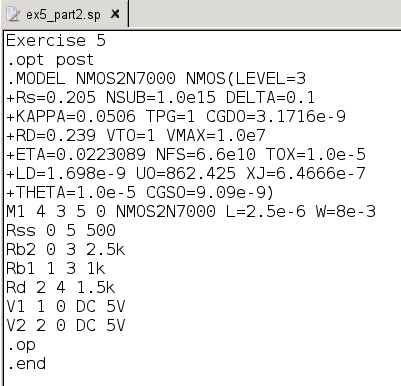 ex5_part2.sp ×
Exercise 5
.opt post
.MODEL NMOS2N7000 NMOS(LEVEL=3
+Rs=0.205 NSUB=1.0e15 DELTA=0.1
+KAPPA=0.0506 TPG=1 CGDO=3.1716e-9
+RD=0.239 VTO=1 VMAX=1.0e7
+ETA=0.0223089 NFS=6.6e10 TOX=1.0e-5
+LD=1.698e-9 UO=862.425 XJ=6.4666e-7
+THETA=1.0e-5 CGSO=9.09e-9)
M1 4 3 5 0 NMOS2N7000 L=2.5e-6 W=8e-3
Rss 0 5 500
Rb2 0 3 2.5k
Rb1 1 3 1k
Rd 2 4 1.5k
V1 1 0 DC 5V
V2 2 0 DC 5V
.op
.end